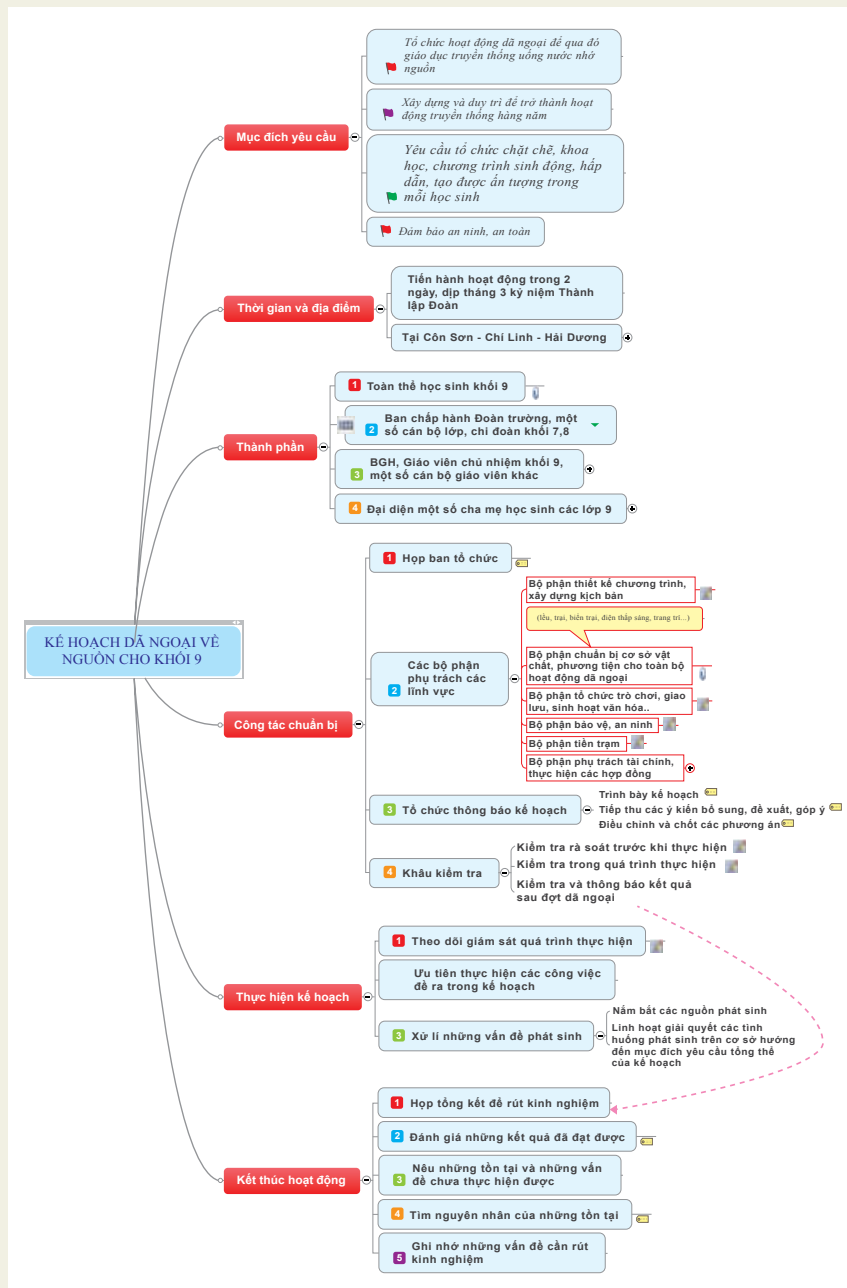 KẾ HOẠCH DÃ NGOẠI VỀ
NGUỒN CHO KHỐI 9
Mục đích yêu cầu
Tổ chức hoạt động dã ngoại để qua đó
giáo dục truyền thống uống nước nhớ
nguồn
Xây dựng và duy trì để trở thành hoạt
động truyền thống hàng năm
Yêu cầu tổ chức chặt chẽ, khoa
học, chương trình sinh động, hấp
dẫn, tạo được ấn tượng trong
mỗi học sinh
Đảm bảo an ninh, an toàn
Thời gian và địa điểm
Tiến hành hoạt động trong 2
ngày, dịp tháng 3 kỷ niệm Thành
lập Đoàn
Tại Côn Sơn - Chí Linh - Hải Dương
Thành phần
1 Toàn thể học sinh khối 9
Ban chấp hành Đoàn trường, một
2 số cán bộ lớp, chi đoàn khối 7,8
BGH, Giáo viên chủ nhiệm khối 9,
3 một số cán bộ giáo viên khác
4 Đại diện một số cha mẹ học sinh các lớp 9
Công tác chuẩn bị
1 Họp ban tổ chức
Các bộ phận
phụ trách các
2 lĩnh vực
Bộ phận thiết kế chương trình,
xây dựng kịch bản
(lều, trại, biển trại, điện thắp sáng, trang trí...)
Bộ phận chuẩn bị cơ sở vật
chất, phương tiện cho toàn bộ
hoạt động dã ngoại
Bộ phận tổ chức trò chơi, giao
lưu, sinh hoạt văn hóa..
Bộ phận bảo vệ, an ninh
Bộ phận tiền trạm
Bộ phận phụ trách tài chính,
thực hiện các hợp đồng
3 Tổ chức thông báo kế hoạch
Trình bày kế hoạch
Tiếp thu các ý kiến bổ sung, đề xuất, góp ý
Điều chỉnh và chốt các phương án
4 Khâu kiểm tra
Kiểm tra rà soát trước khi thực hiện
Kiểm tra trong quá trình thực hiện
Kiểm tra và thông báo kết quả
sau đợt dã ngoại
Thực hiện kế hoạch
1 Theo dõi giám sát quá trình thực hiện
Ưu tiên thực hiện các công việc
đề ra trong kế hoạch
3 Xử lí những vấn đề phát sinh
Nắm bắt các nguồn phát sinh
Linh hoạt giải quyết các tình
huống phát sinh trên cơ sở hướng
đến mục đích yêu cầu tổng thể
của kế hoạch
Kết thúc hoạt động
1 Họp tổng kết để rút kinh nghiệm
2 Đánh giá những kết quả đã đạt được
Nêu những tồn tại và những vấn
3 đề chưa thực hiện được
4 Tìm nguyên nhân của những tồn tại
Ghi nhớ những vấn đề cần rút
5 kinh nghiệm